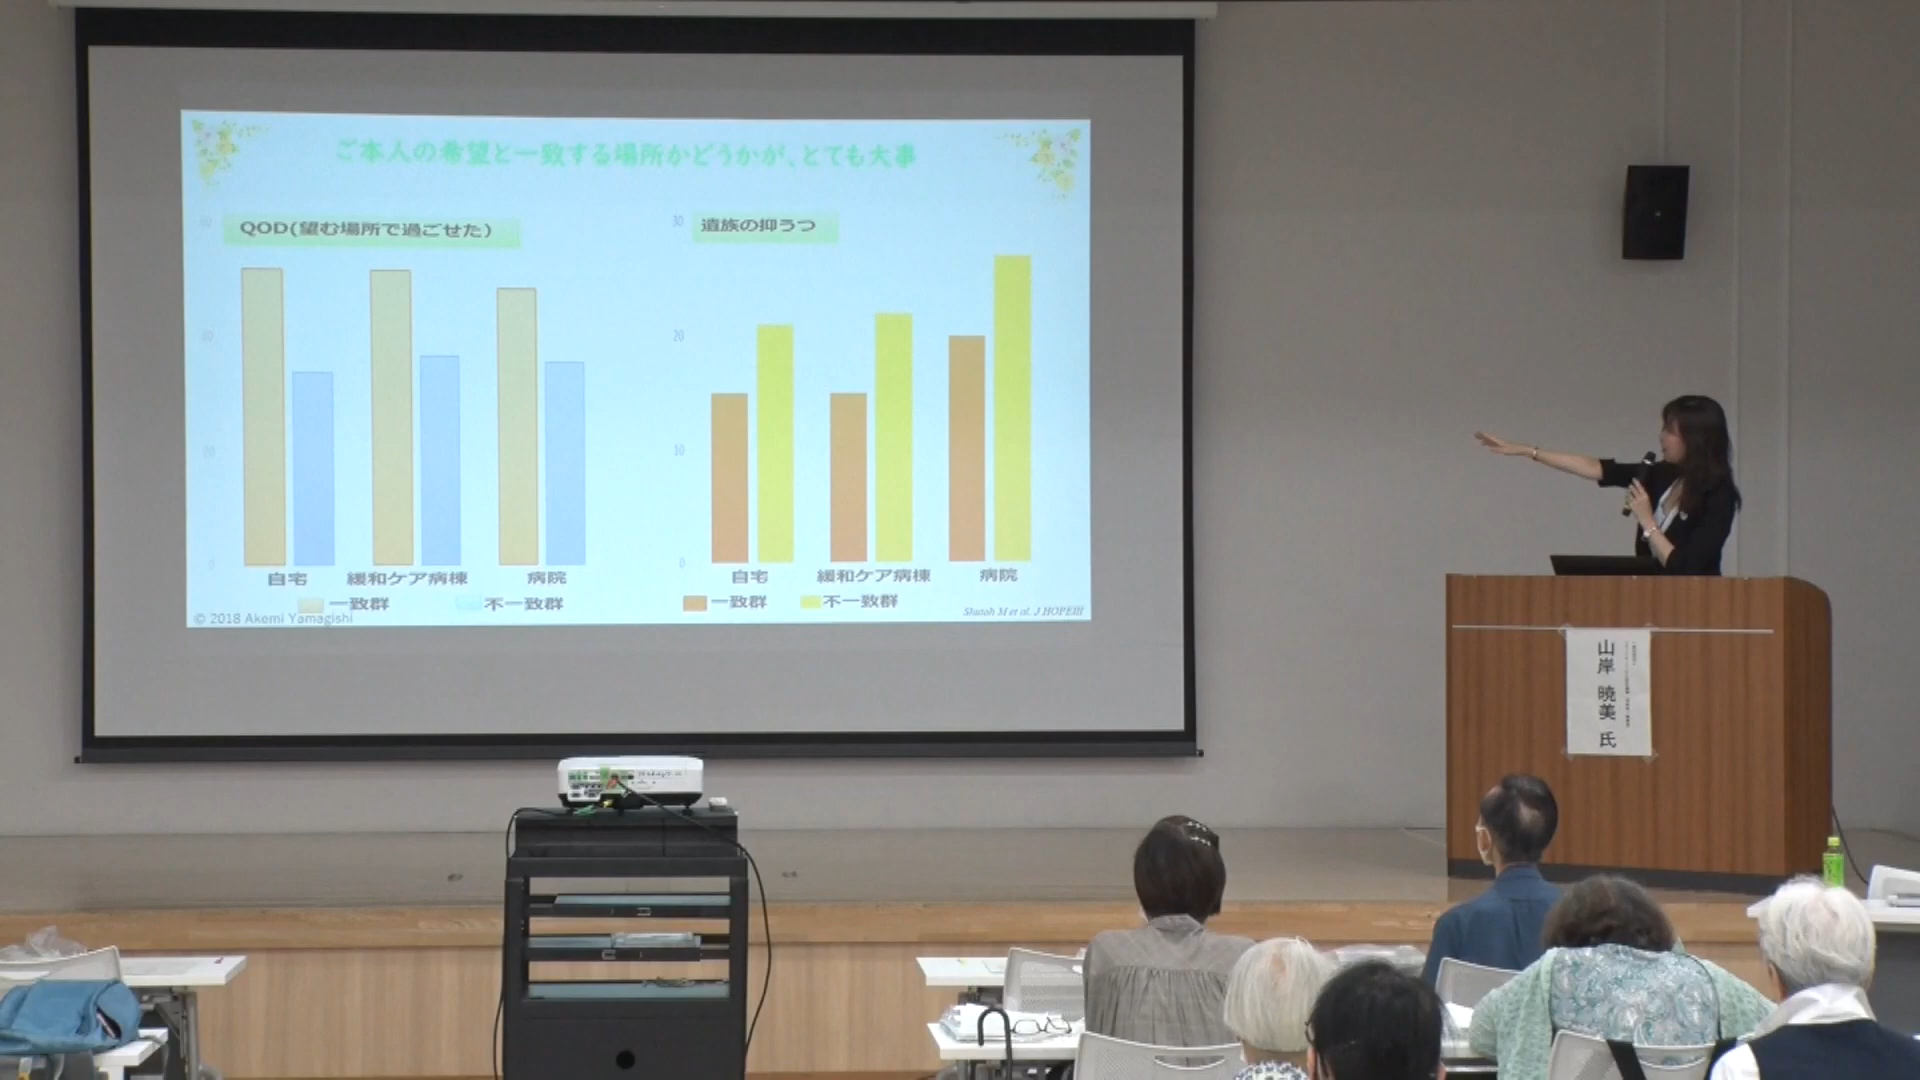 ご本人の希望と一致する場所かどうかが、とても大事
QOD(望む場所で過ごせた)
自宅
緩和ケア病棟
病院
一致群
不一致群
遺族の抑うつ
30
20
10
0
自宅
緩和ケア病棟
病院
一致群
不一致群
© 2018 Akemi Yamagishi
山岸 暁美 氏